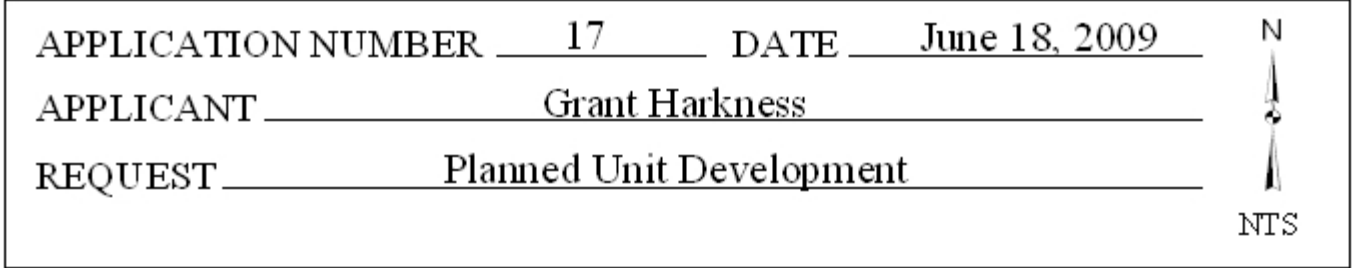 APPLICATION NUMBER 17 DATE June 18, 2009
APPLICANT Grant Harkness
REQUEST Planned Unit Development
N
NTS